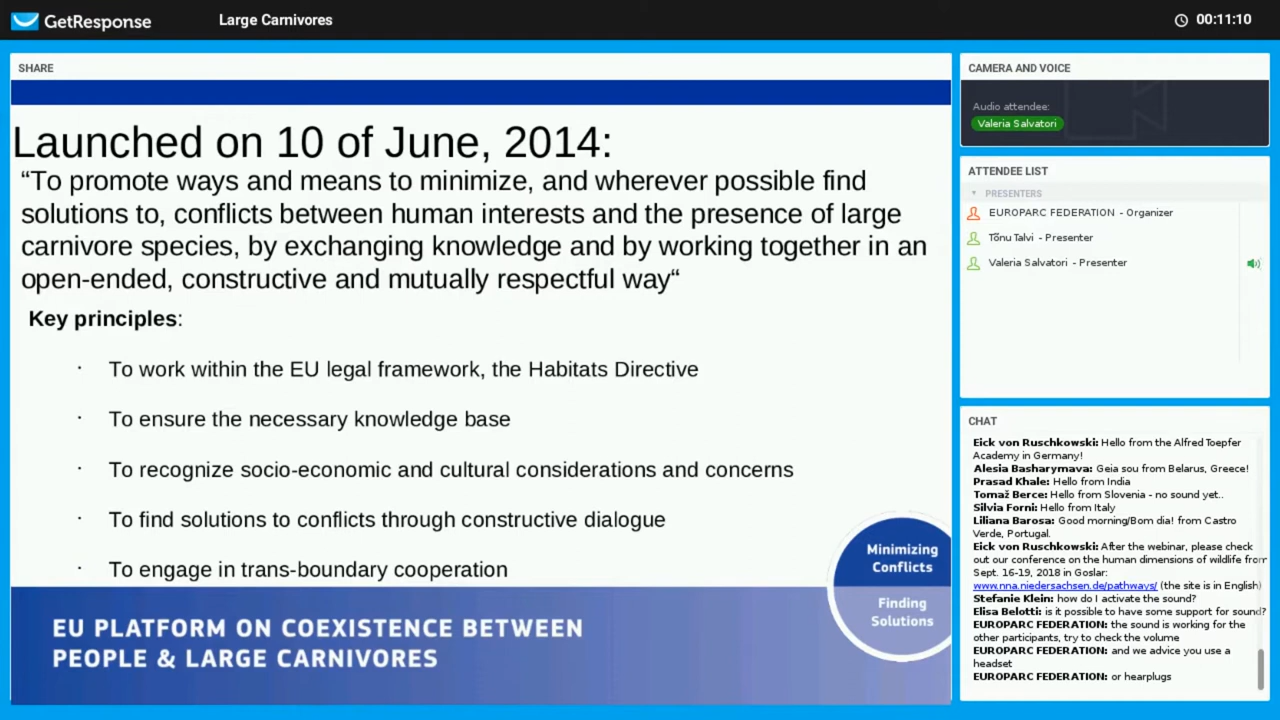 GetResponse
Large Carnivores
00:11:10
SHARE
Launched on 10 of June, 2014:
“To promote ways and means to minimize, and wherever possible find
solutions to, conflicts between human interests and the presence of large
carnivore species, by exchanging knowledge and by working together in an
open-ended, constructive and mutually respectful way“
Key principles:
· To work within the EU legal framework, the Habitats Directive
· To ensure the necessary knowledge base
· To recognize socio-economic and cultural considerations and concerns
· To find solutions to conflicts through constructive dialogue
· To engage in trans-boundary cooperation
Minimizing
Conflicts
Finding
Solutions
EU PLATFORM ON COEXISTENCE BETWEEN
PEOPLE & LARGE CARNIVORES
CAMERA AND VOICE
Audio attendee:
Valeria Salvatori
ATTENDEE LIST
PRESENTERS
EUROPARC FEDERATION - Organizer
Tõnu Talvi - Presenter
Valeria Salvatori - Presenter
CHAT
Eick von Ruschkowski: Hello from the Alfred Toepfer
Academy in Germany!
Alesia Basharymava: Geia sou from Belarus, Greece!
Prasad Khale: Hello from India
Tomaž Berce: Hello from Slovenia - no sound yet..
Silvia Forni: Hello from Italy
Liliana Barosa: Good morning/Bom dia! from Castro
Verde, Portugal.
Eick von Ruschkowski: After the webinar, please check
out our conference on the human dimensions of wildlife from
Sept. 16-19, 2018 in Goslar:
www.nna.niedersachsen.de/pathways/ (the site is in English)
Stefanie Klein: how do I activate the sound?
Elisa Belotti: is it possible to have some support for sound?
EUROPARC FEDERATION: the sound is working for the
other participants, try to check the volume
EUROPARC FEDERATION: and we advice you use a
headset
EUROPARC FEDERATION: or hearplugs